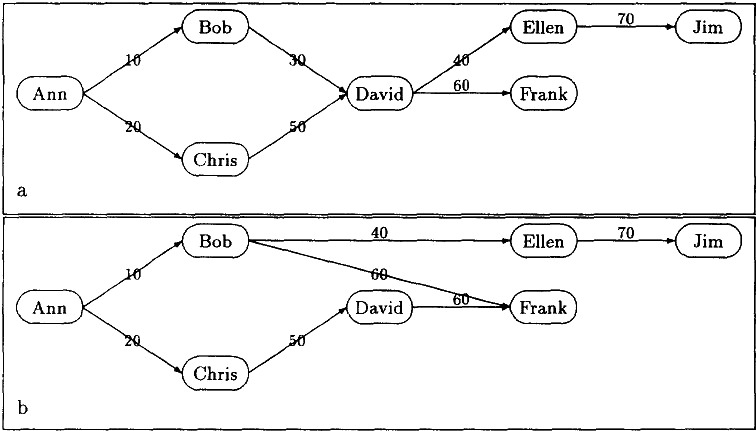 Bob
Ellen
70
Jim
10
30
40
Ann
David
60
Frank
20
50
Chris
a
Bob
40
Ellen
70
Jim
10
60
Ann
David
60
Frank
20
50
Chris
b